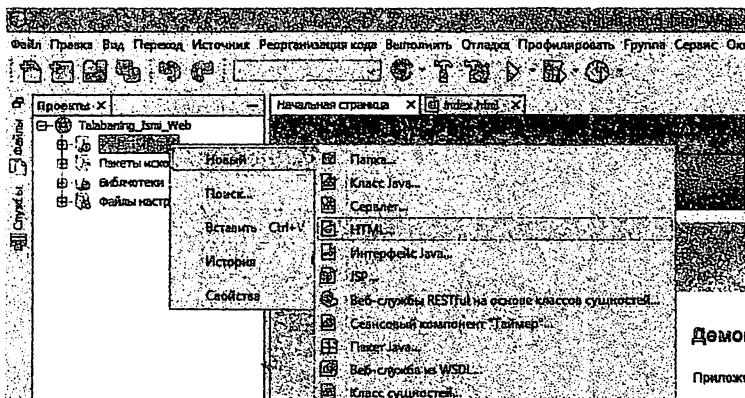 Файл Правка Вид Переход Источник Реорганизация кода Выполнить Отладка Профилировать Группа Сервис
Проекты
Начальная страница
index.html
Файлы
Службы
Talabaning_Ismi_Web
Пакеты исхо
Библиотеки
Файлы настр
Новый
Поиск...
Вставить Ctrl+V
История
Свойства
Папка...
Класс Java...
Сервлет...
HTML...
Интерфейс Java...
JSP...
Веб-службы RESTful на основе классов сущностей...
Сеансовый компонент "Таймер"...
Пакет Java...
Веб-служба из WSDL...
Класс сущностей...
Демо
Прилож